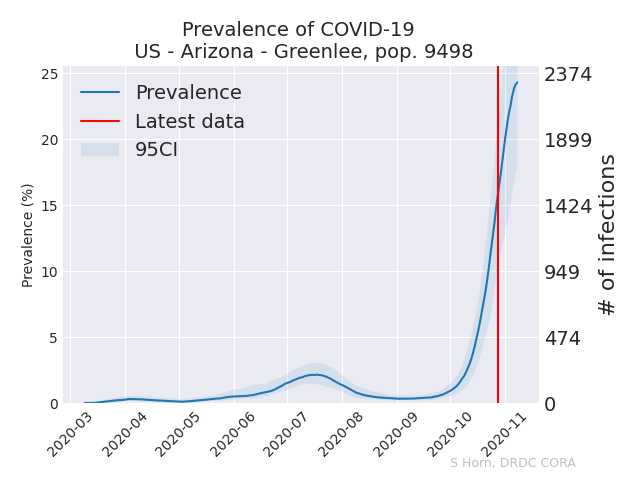 Prevalence of COVID-19
US - Arizona - Greenlee, pop. 9498
Prevalence
Latest data
95CI
Prevalence (%)
25
20
15
10
5
0
2374
1899
1424
949
474
0
# of infections
2020-03
2020-04
2020-05
2020-06
2020-07
2020-08
2020-09
2020-10
2020-11
S Horn, DRDC CORA